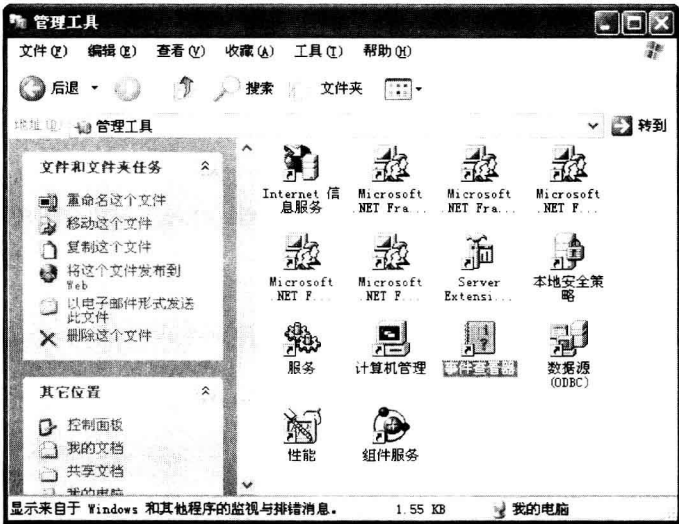 管理工具
文件(F) 编辑(E) 查看(V) 收藏(A) 工具(T) 帮助(H)
后退 搜索 文件夹
地址(D) 管理工具 转到
文件和文件夹任务
重命名这个文件
移动这个文件
复制这个文件
将这个文件发布到
Web
以电子邮件形式发送
此文件
删除这个文件
其它位置
控制面板
我的文档
共享文档
我的电脑
Internet 信
息服务
Microsoft
.NET Fra...
Microsoft
.NET Fra...
Microsoft
.NET F...
Microsoft
.NET F...
Microsoft
.NET F...
Server
Extensi...
本地安全策
略
服务
计算机管理
事件查看器
数据源
(ODBC)
性能
组件服务
显示来自于 Windows 和其他程序的监视与排错消息。 1.55 KB 我的电脑